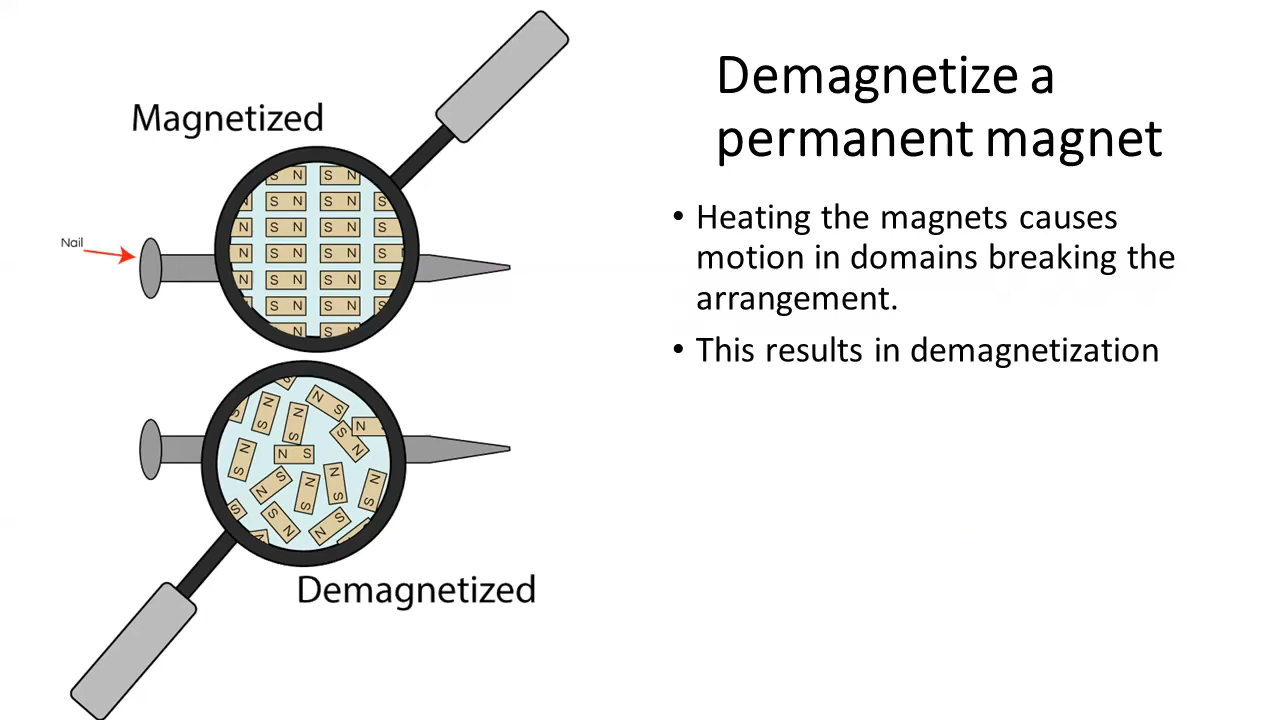 Magnetized
Nail
S N S N
N S N S N S
N S N S N S
N S N S N S
N S N S N S
S N S N S
N S N
Demagnetize a
permanent magnet
• Heating the magnets causes
motion in domains breaking the
arrangement.
• This results in demagnetization
S
N S
N S
N S
N S
S N
N S
N S
N S
N S
N S
N S
N S
S N
N S
S
Demagnetized